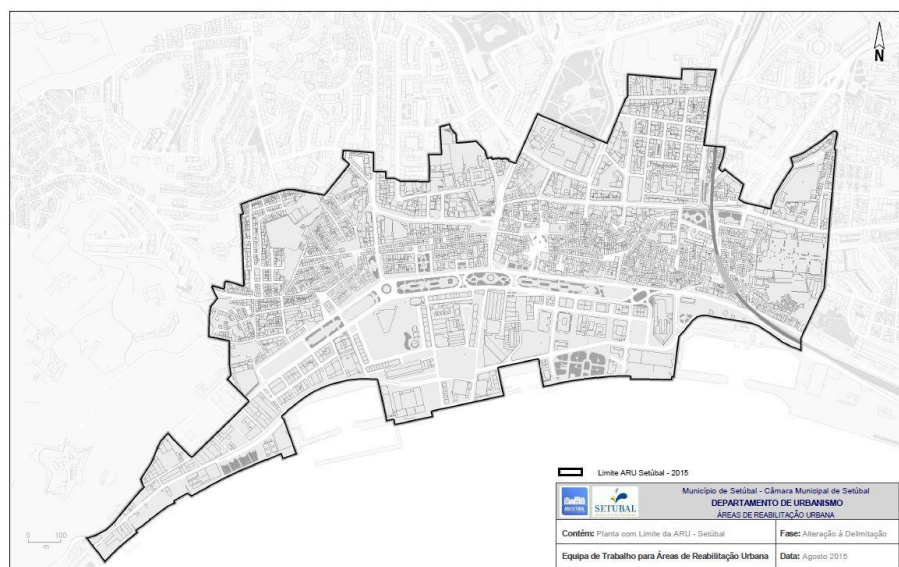 N
Limite ARU Setúbal - 2015
SETÚBAL
Município de Setúbal - Câmara Municipal de Setúbal
DEPARTAMENTO DE URBANISMO
ÁREAS DE REABILITAÇÃO URBANA
Contém: Planta com Limite da ARU - Setúbal
Fase: Alteração à Delimitação
Equipa de Trabalho para Áreas de Reabilitação Urbana
Data: Agosto 2015
0 100
m